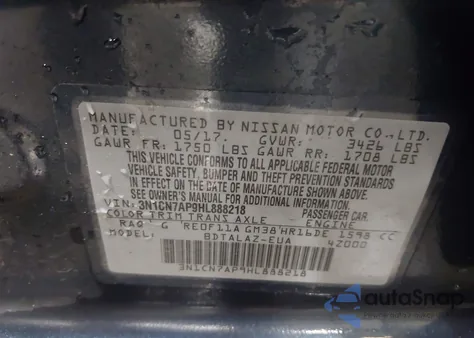 MANUFACTURED BY NISSAN MOTOR CO., LTD.
DATE: 05/17. GVWR: 3426 LBS
GAWR FR: 1750 LBS GAWR RR: 1708 LBS
THIS VEHICLE CONFORMS TO ALL APPLICABLE FEDERAL MOTOR
VEHICLE SAFETY, BUMPER, AND THEFT PREVENTION STANDARDS
IN EFFECT ON THE DATE OF MANUFACTURE SHOWN ABOVE.
SEE OWNER'S MANUAL FOR ADDITIONAL INFORMATION.
VIN: 3N1CN7AP9HL888218 PASSENGER CAR
COLOR TRIM TRANS AXLE ENGINE
RAQ G RE0F11A GM38 HR16DE 1598 CC
BDTALAZ-EUA 42000
3N1CN7AP9HL888218
autoSnap